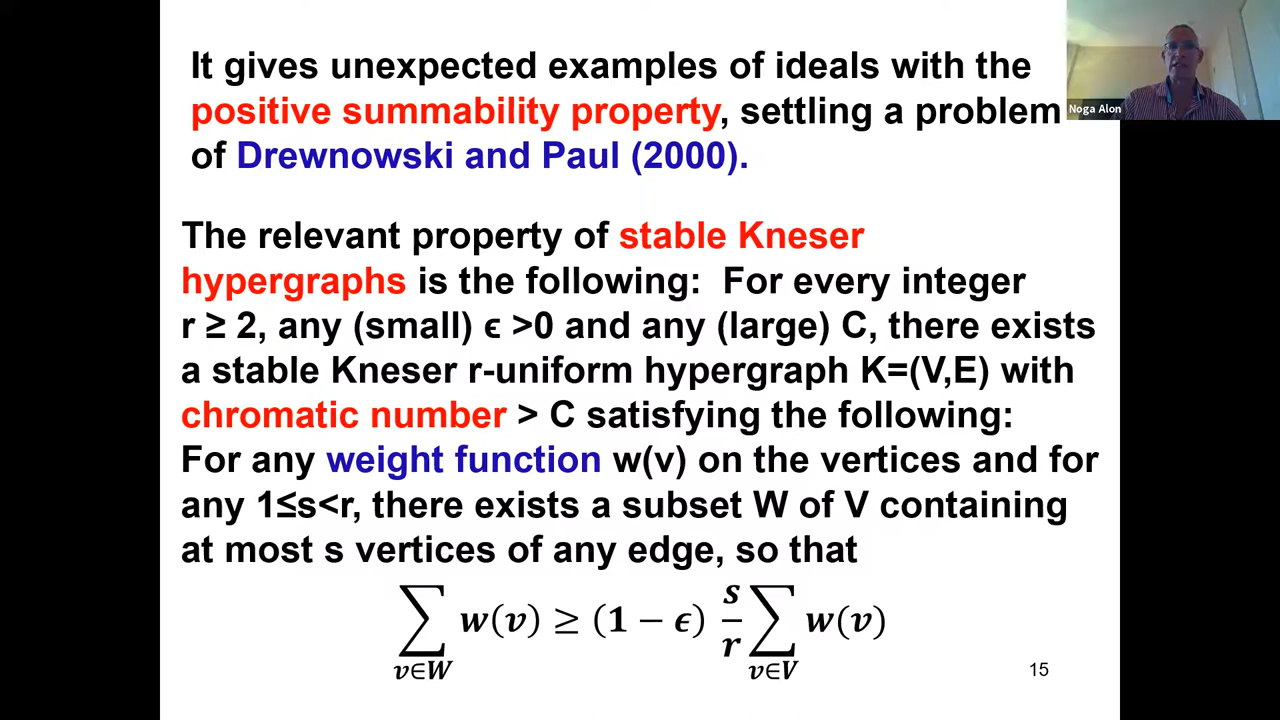 It gives unexpected examples of ideals with the
positive summability property, settling a problem
of Drewnowski and Paul (2000).
Noga Alon
The relevant property of stable Kneser
hypergraphs is the following: For every integer
r ≥ 2, any (small) ϵ >0 and any (large) C, there exists
a stable Kneser r-uniform hypergraph K=(V,E) with
chromatic number > C satisfying the following:
For any weight function w(v) on the vertices and for
any 1≤s<r, there exists a subset W of V containing
at most s vertices of any edge, so that
∑_{v∈W} w(v) ≥ (1 − ϵ) s/r ∑_{v∈V} w(v)
15